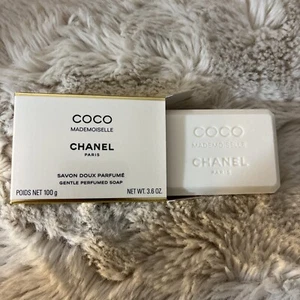 COCO
MADEMOISELLE
CHANEL
PARIS
SAVON DOUX PARFUMÉ
GENTLE PERFUMED SOAP
POIDS NET 100 g
NET WT. 3.6 OZ.
COCO
MADEMOISELLE
CHANEL
PARIS